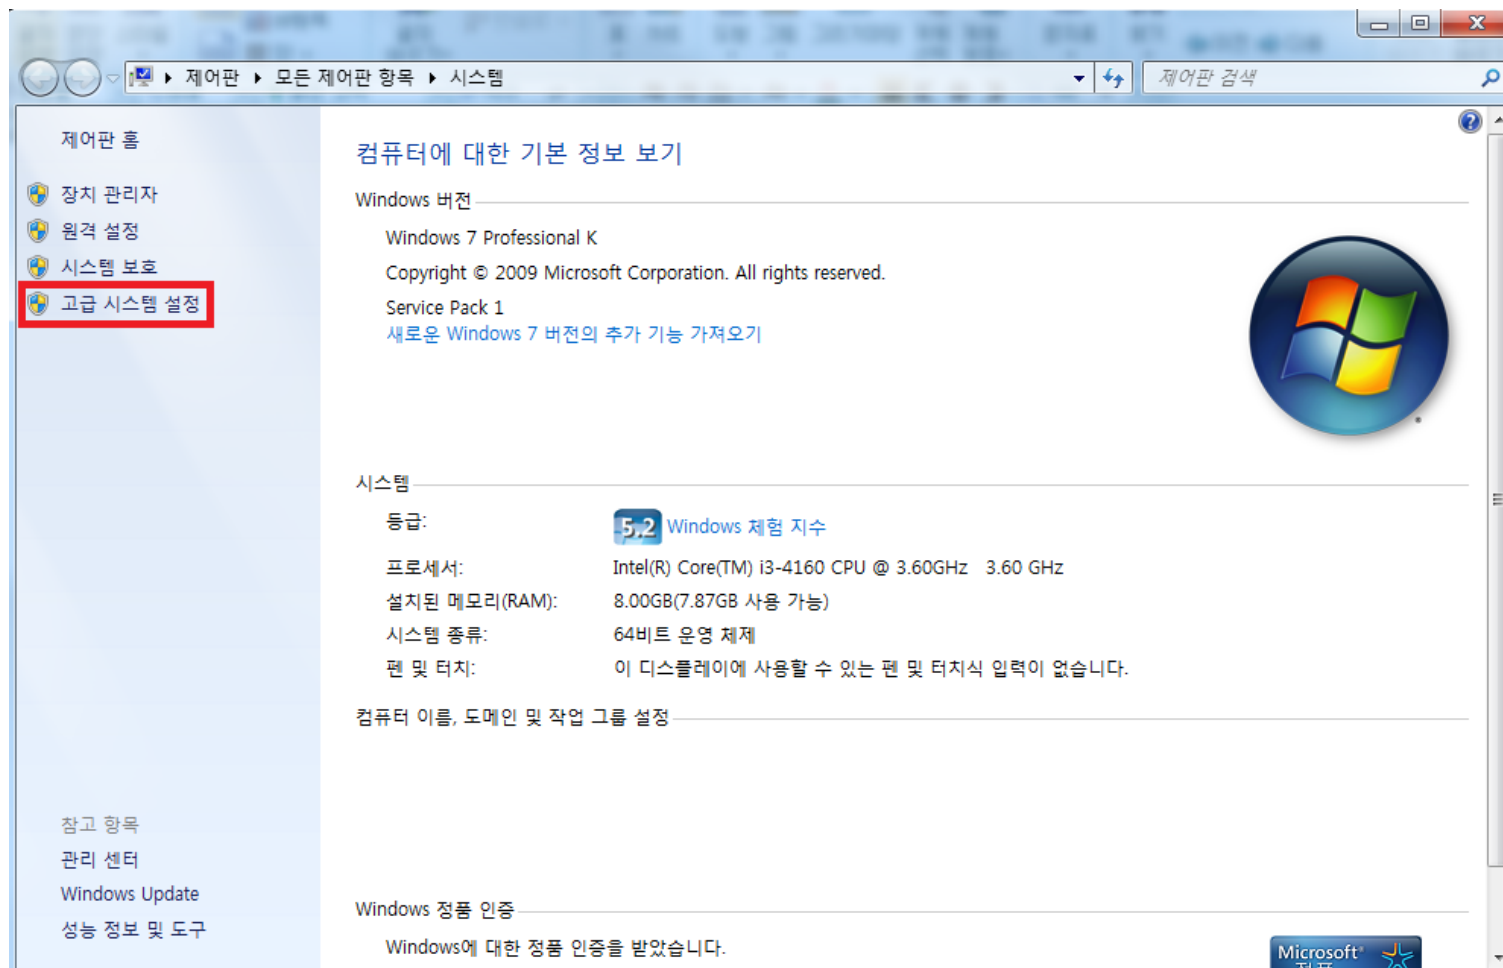 제어판 ▸ 모든 제어판 항목 ▸ 시스템
제어판 검색
제어판 홈
장치 관리자
원격 설정
시스템 보호
고급 시스템 설정
참고 항목
관리 센터
Windows Update
성능 정보 및 도구
컴퓨터에 대한 기본 정보 보기
Windows 버전
Windows 7 Professional K
Copyright © 2009 Microsoft Corporation. All rights reserved.
Service Pack 1
새로운 Windows 7 버전의 추가 기능 가져오기
시스템
등급: 5.2 Windows 체험 지수
프로세서: Intel(R) Core(TM) i3-4160 CPU @ 3.60GHz 3.60 GHz
설치된 메모리(RAM): 8.00GB(7.87GB 사용 가능)
시스템 종류: 64비트 운영 체제
펜 및 터치: 이 디스플레이에 사용할 수 있는 펜 및 터치식 입력이 없습니다.
컴퓨터 이름, 도메인 및 작업 그룹 설정
Windows 정품 인증
Windows에 대한 정품 인증을 받았습니다.
Microsoft®